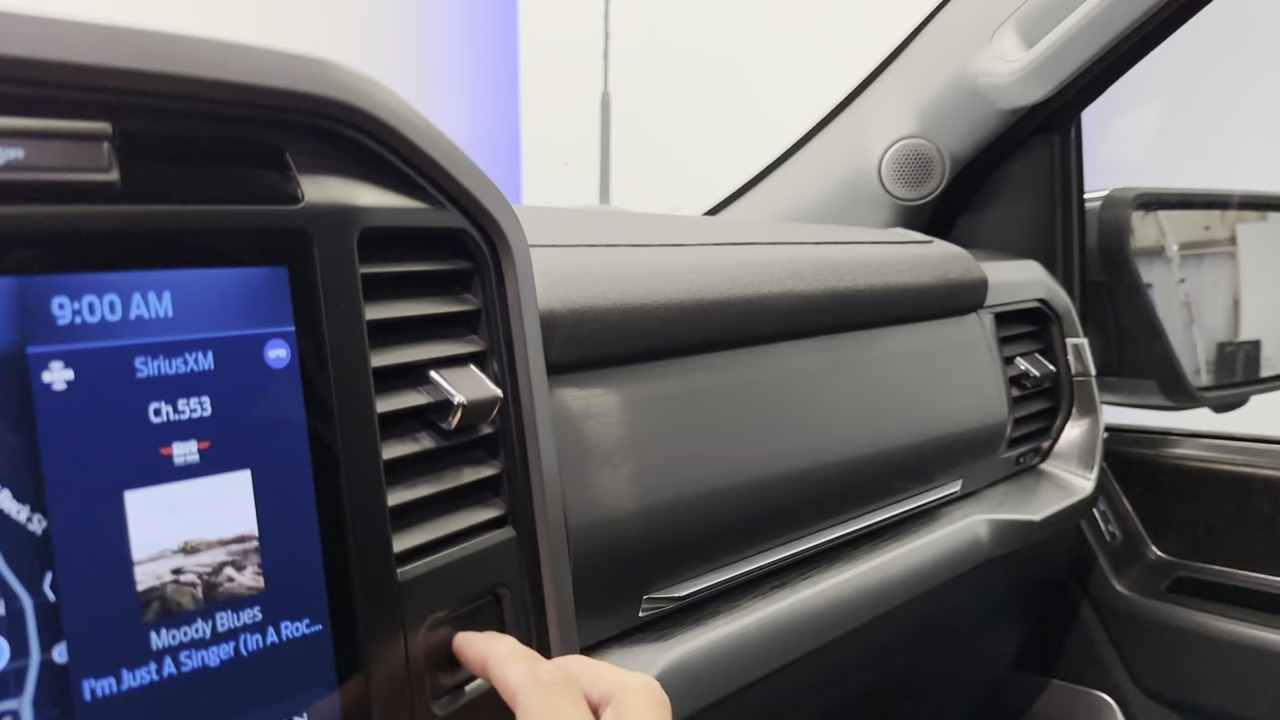 9:00 AM
SiriusXM
Ch.553
Moody Blues
I'm Just A Singer (In A Roc...